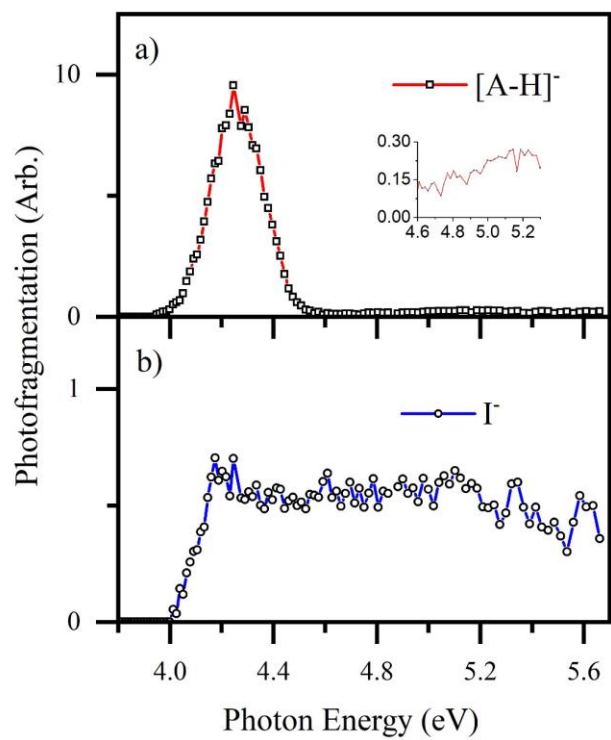 a)
[A-H]⁻
10
0
0.30
0.15
0.00
4.6 4.8 5.0 5.2
Photofragmentation (Arb.)
b)
I⁻
1
0
4.0 4.4 4.8 5.2 5.6
Photon Energy (eV)